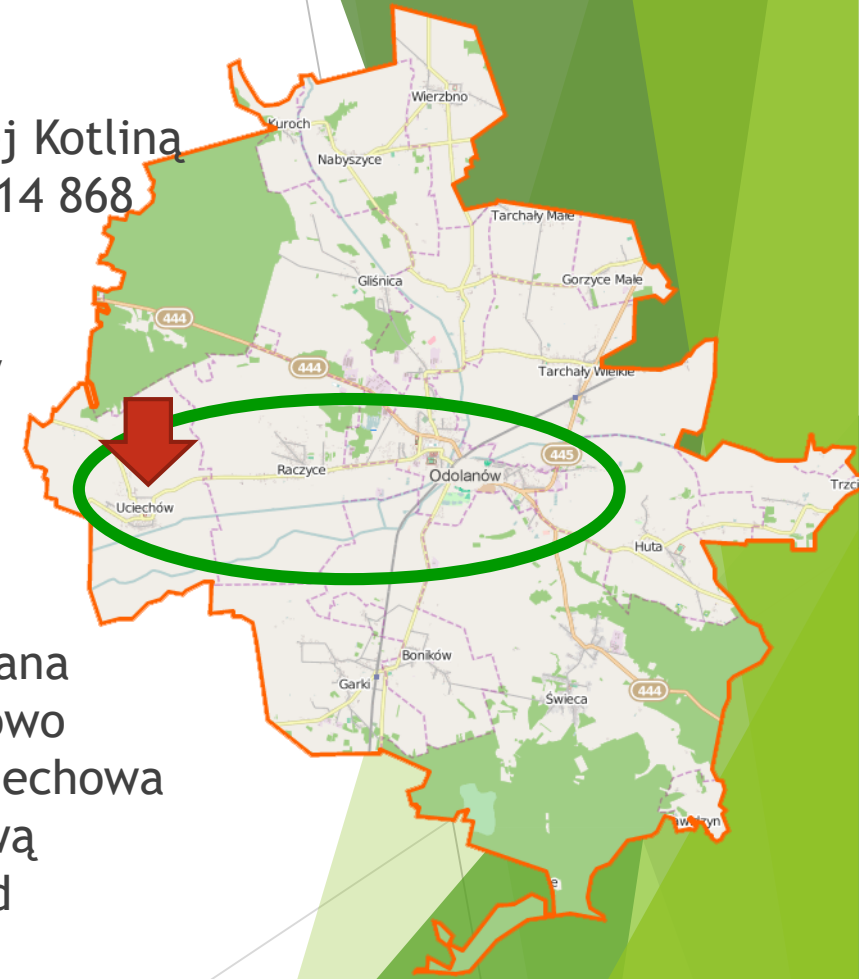 j Kotliną
14 868
ana
owo
echowa
vą
d
Wierzbno
Kuroch
Nabyszyce
Tarchały Małe
Gliśnica
Gorzyce Małe
444
444
Tarchały Wielkie
445
Raczyce
Odolanów
Trzci
Uciechów
Huta
Boników
Garki
444
Świeca